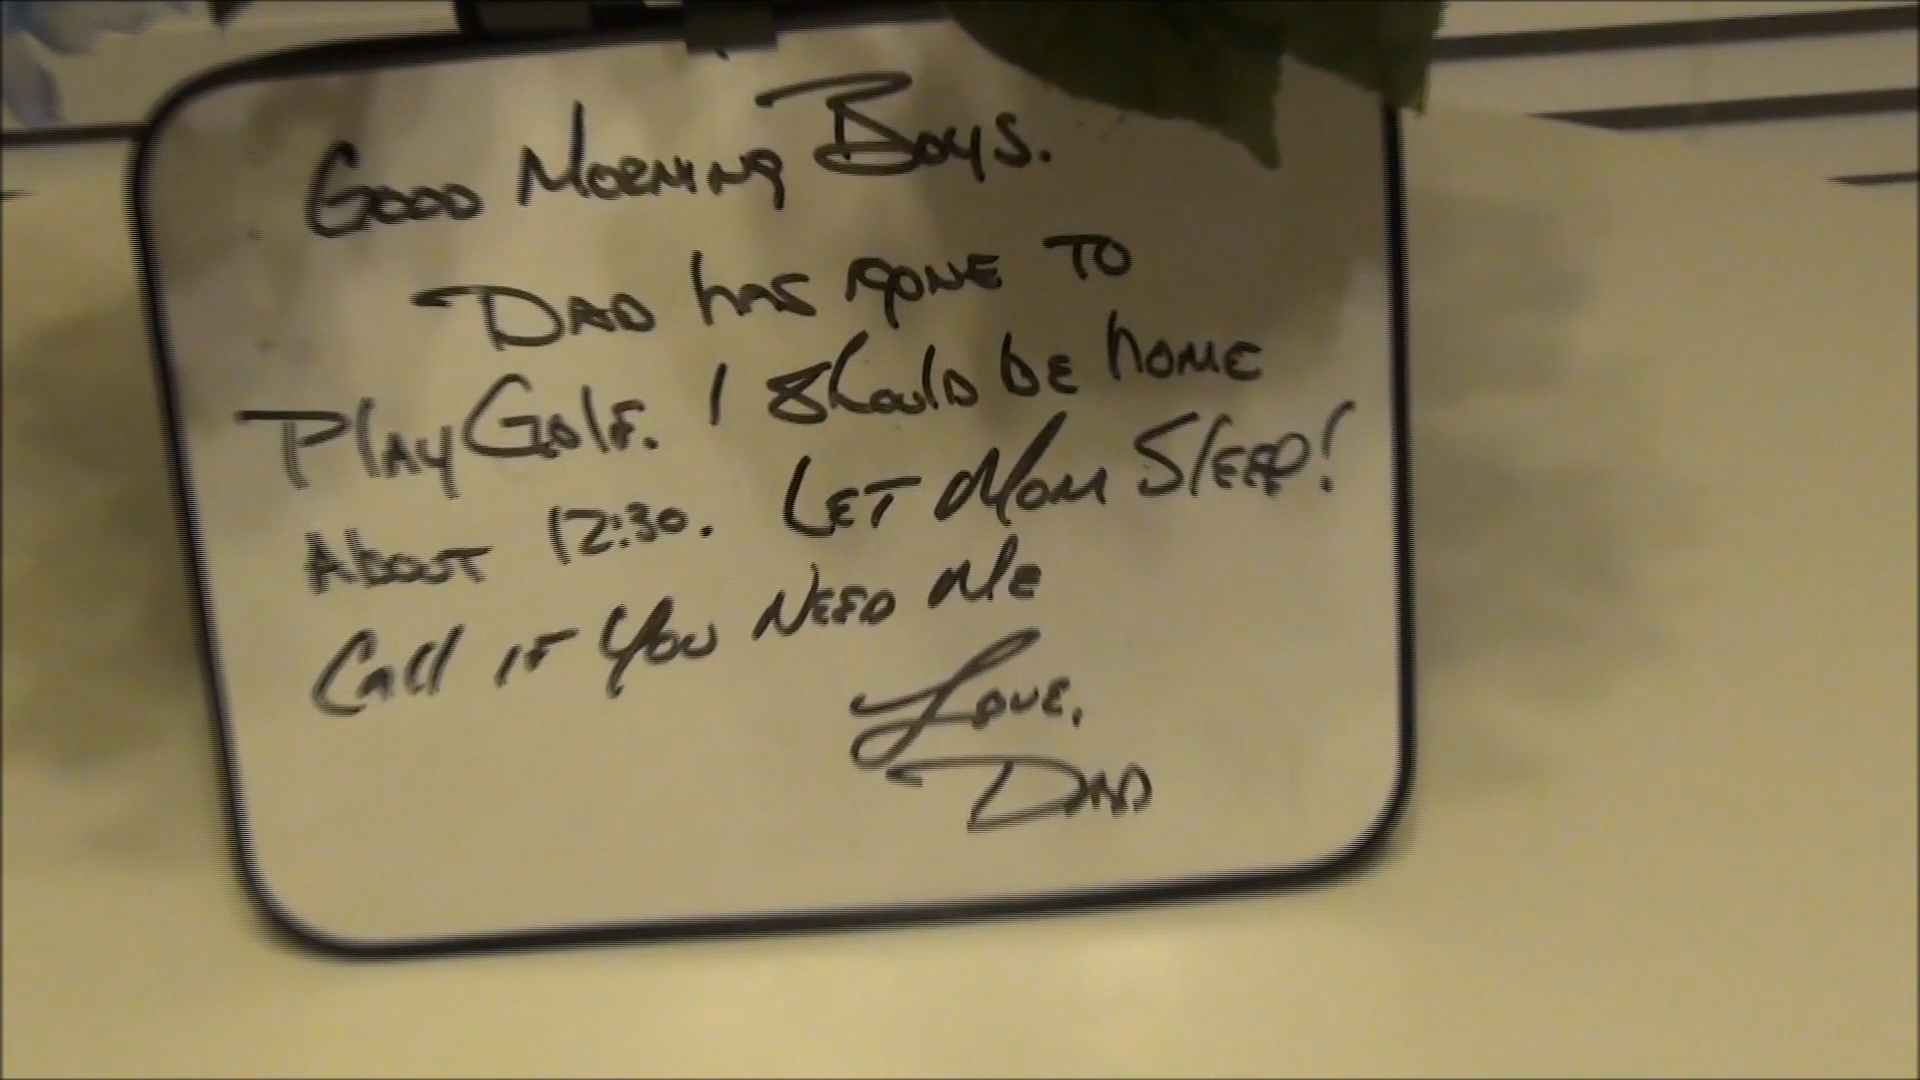 Good Morning Boys.
Dad has gone to
Play Golf. I should be home
About 12:30. Let Mom Sleep!
Call if you need me
Love,
Dad